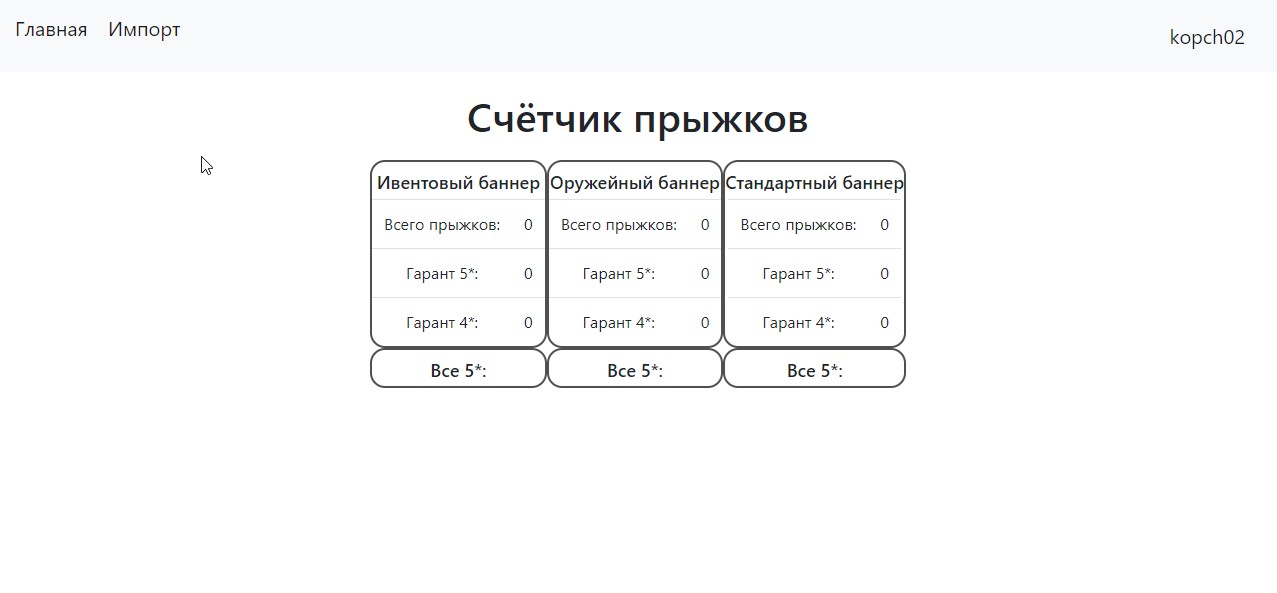 Главная Импорт kopch02
Счётчик прыжков
Ивентовый баннер Оружейный баннер Стандартный баннер
Всего прыжков: 0 Всего прыжков: 0 Всего прыжков: 0
Гарант 5*: 0 Гарант 5*: 0 Гарант 5*: 0
Гарант 4*: 0 Гарант 4*: 0 Гарант 4*: 0
Все 5*: Все 5*: Все 5*: